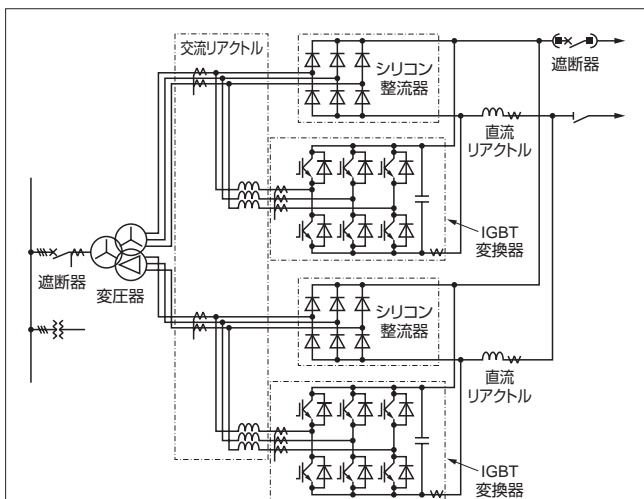 交流リアクトル
シリコン
整流器
遮断器
直流
リアクトル
IGBT
変換器
遮断器
変圧器
シリコン
整流器
直流
リアクトル
IGBT
変換器